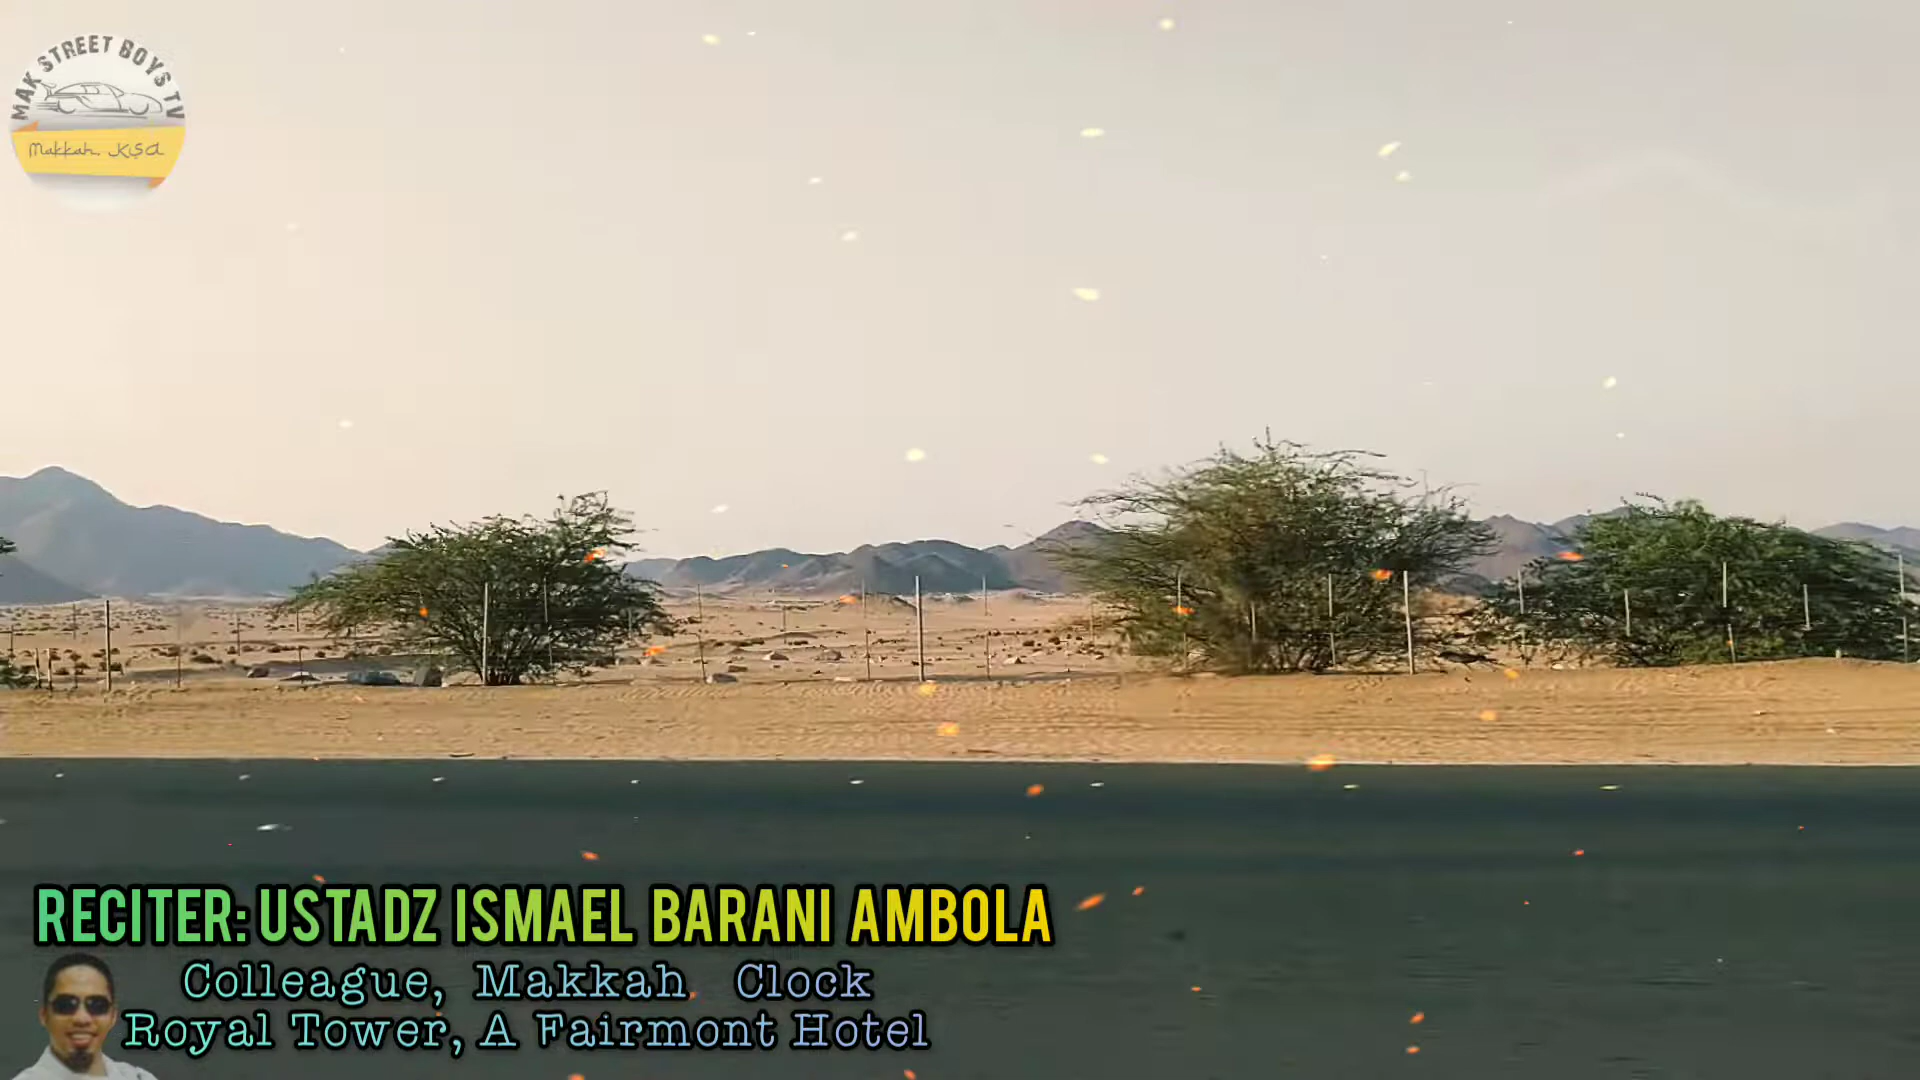 MAK STREET BOYS TV
Makkah KSA
RECITER: USTADZ ISMAEL BARANI AMBOLA
Colleague, Makkah Clock
Royal Tower, A Fairmont Hotel